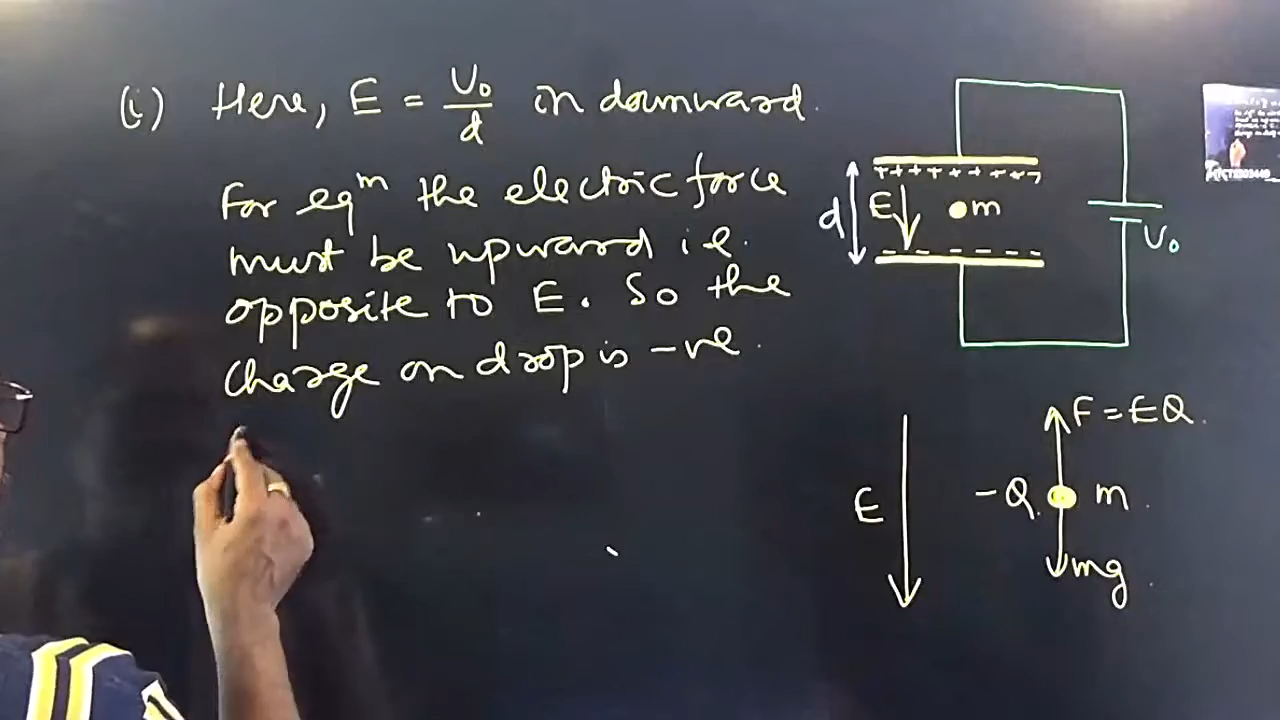 (i) Here, E = V₀/d in downward.
For eqᵐ the electric force
must be upward i.e.
opposite to E. So the
charge on drop is -ve.
+ + + + + + + + +
d
E
m
- - - - - - -
V₀
F = EQ
E
-Q
m
mg